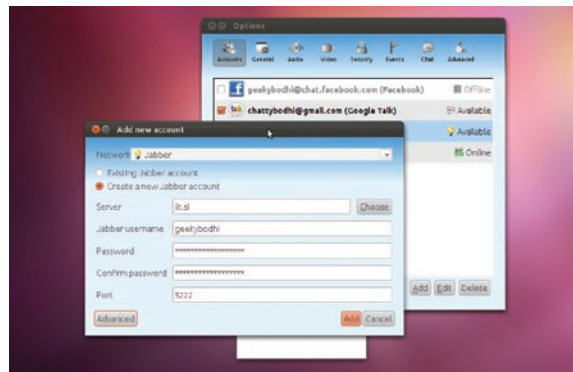 Options
Accounts General Audio Video Security Events Chat Advanced
geekybodhi@chat.facebook.com (Facebook) Offline
talk chattybodhi@gmail.com (Google Talk) Available
Available
Online
Add Edit Delete
Add new account
Network Jabber
Existing Jabber account
Create a new Jabber account
Server Choose
Jabber username geekybodhi
Password ******************
Confirm password ******************
Port 5222
Advanced Add Cancel